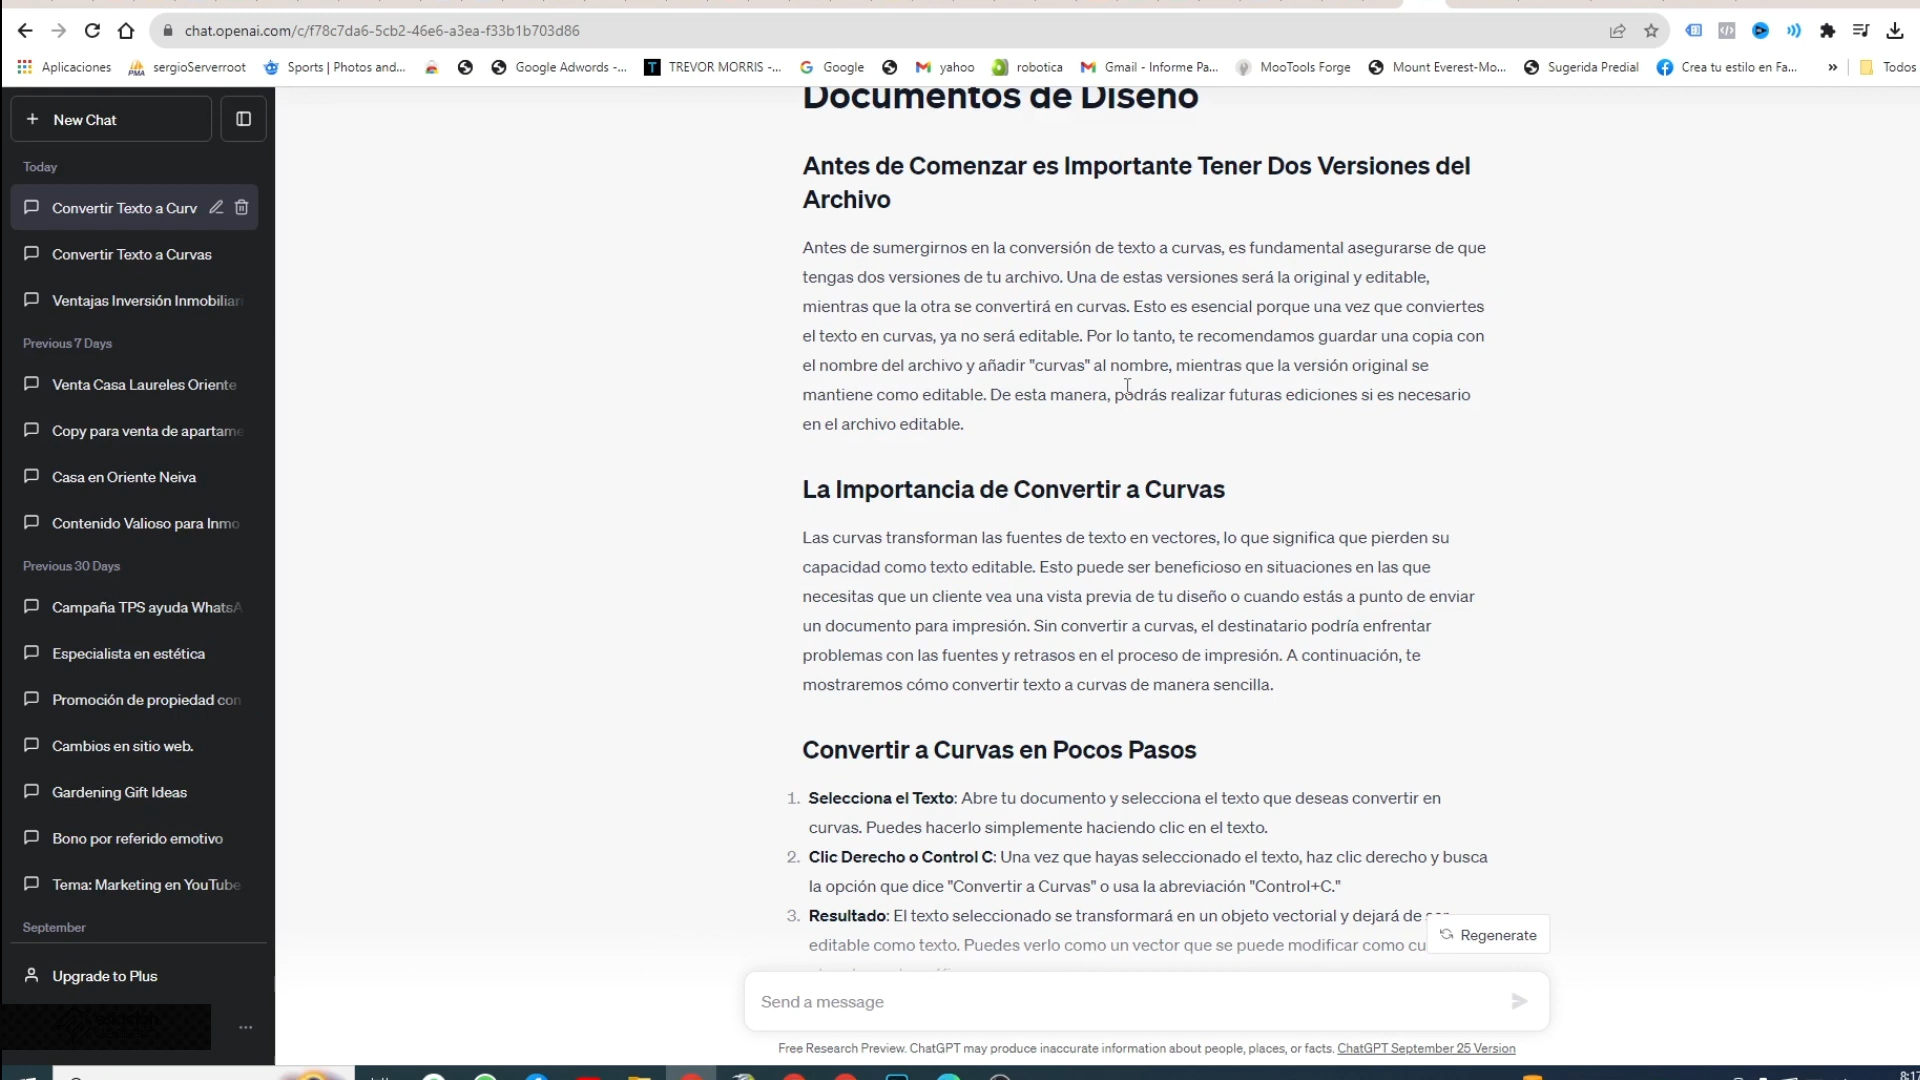 chat.openai.com/c/f78c7da6-5cb2-46e6-a3ea-f33b1b703d86
Aplicaciones
sergioServerroot
Sports | Photos and...
Google Adwords -...
TREVOR MORRIS -...
Google
yahoo
robotica
Gmail - Informe Pa...
MooTools Forge
Mount Everest-Mo...
Sugerida Predial
Crea tu estilo en Fa...
»
Todos
+ New Chat
Today
Convertir Texto a Curv
Convertir Texto a Curvas
Ventajas Inversión Inmobiliari
Previous 7 Days
Venta Casa Laureles Oriente
Copy para venta de apartame
Casa en Oriente Neiva
Contenido Valioso para Inmo
Previous 30 Days
Campaña TPS ayuda WhatsA
Especialista en estética
Promoción de propiedad con
Cambios en sitio web.
Gardening Gift Ideas
Bono por referido emotivo
Tema: Marketing en YouTube
September
Upgrade to Plus
Documentos de Diseño
Antes de Comenzar es Importante Tener Dos Versiones del
Archivo
Antes de sumergirnos en la conversión de texto a curvas, es fundamental asegurarse de que
tengas dos versiones de tu archivo. Una de estas versiones será la original y editable,
mientras que la otra se convertirá en curvas. Esto es esencial porque una vez que conviertes
el texto en curvas, ya no será editable. Por lo tanto, te recomendamos guardar una copia con
el nombre del archivo y añadir "curvas" al nombre, mientras que la versión original se
mantiene como editable. De esta manera, podrás realizar futuras ediciones si es necesario
en el archivo editable.
La Importancia de Convertir a Curvas
Las curvas transforman las fuentes de texto en vectores, lo que significa que pierden su
capacidad como texto editable. Esto puede ser beneficioso en situaciones en las que
necesitas que un cliente vea una vista previa de tu diseño o cuando estás a punto de enviar
un documento para impresión. Sin convertir a curvas, el destinatario podría enfrentar
problemas con las fuentes y retrasos en el proceso de impresión. A continuación, te
mostraremos cómo convertir texto a curvas de manera sencilla.
Convertir a Curvas en Pocos Pasos
1. Selecciona el Texto: Abre tu documento y selecciona el texto que deseas convertir en
curvas. Puedes hacerlo simplemente haciendo clic en el texto.
2. Clic Derecho o Control C: Una vez que hayas seleccionado el texto, haz clic derecho y busca
la opción que dice "Convertir a Curvas" o usa la abreviación "Control+C."
3. Resultado: El texto seleccionado se transformará en un objeto vectorial y dejará de ser
editable como texto. Puedes verlo como un vector que se puede modificar como cu
Regenerate
Send a message
Free Research Preview. ChatGPT may produce inaccurate information about people, places, or facts. ChatGPT September 25 Version
8:17